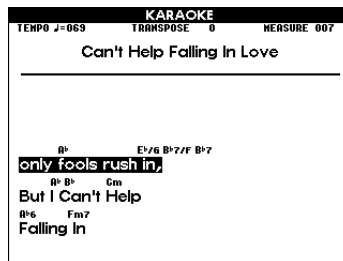 KARAOKE
TEMPO ♩=069 TRANSPOSE 0 MEASURE 007
Can't Help Falling In Love
A♭ E♭/G B♭7/F B♭7
only fools rush in,
A♭ B♭ Cm
But I Can't Help
A♭6 Fm7
Falling In